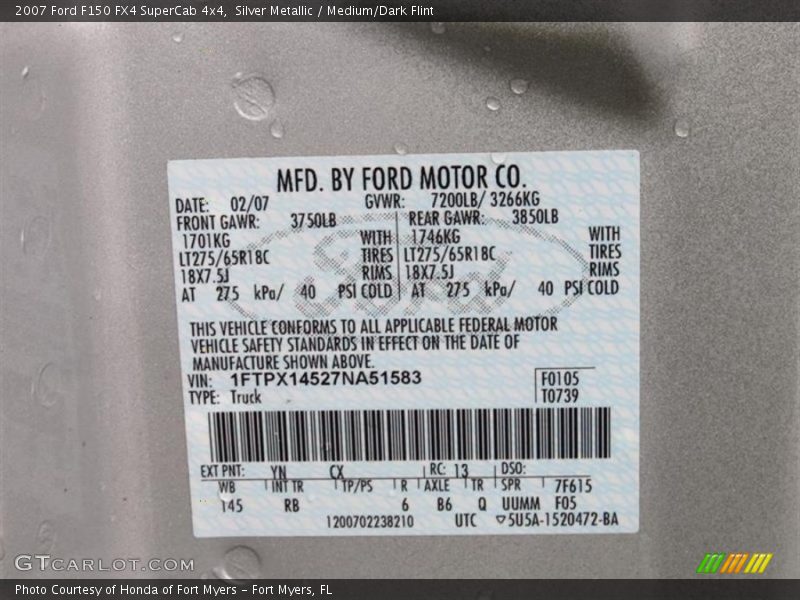 2007 Ford F150 FX4 SuperCab 4x4, Silver Metallic / Medium/Dark Flint
MFD. BY FORD MOTOR CO.
DATE: 02/07 GVWR: 7200LB/ 3266KG
FRONT GAWR: 3750LB REAR GAWR: 3850LB
1701KG WITH 1746KG WITH
LT275/65R18C TIRES LT275/65R18C TIRES
18X7.5J RIMS 18X7.5J RIMS
AT 275 kPa/ 40 PSI COLD AT 275 kPa/ 40 PSI COLD
THIS VEHICLE CONFORMS TO ALL APPLICABLE FEDERAL MOTOR
VEHICLE SAFETY STANDARDS IN EFFECT ON THE DATE OF
MANUFACTURE SHOWN ABOVE.
VIN: 1FTPX14527NA51583 F0105
TYPE: Truck T0739
EXT PNT: YN CX RC: 13 DSO:
WB INT TR TP/PS R AXLE TR SPR 7F615
145 RB 6 B6 Q UUMM F05
1200702238210 UTC ▽5U5A-1520472-BA
GTCARLOT.COM
Photo Courtesy of Honda of Fort Myers - Fort Myers, FL